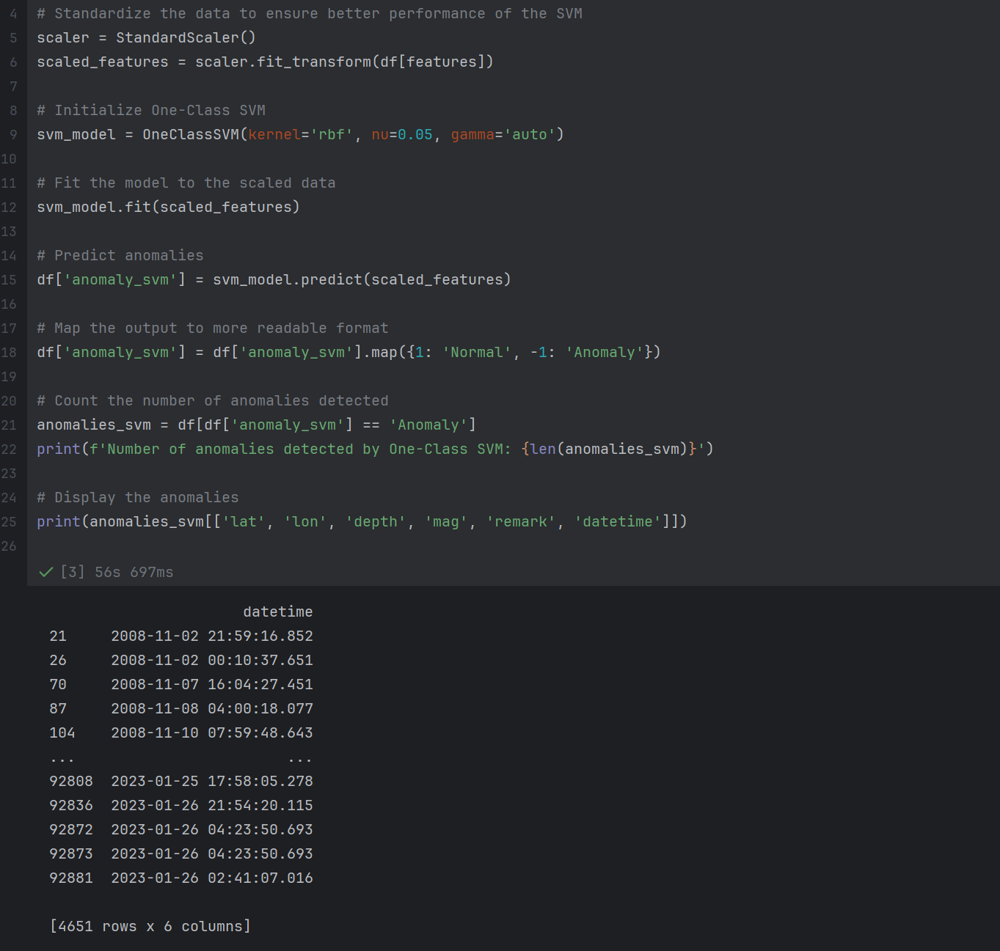 4 # Standardize the data to ensure better performance of the SVM
5 scaler = StandardScaler()
6 scaled_features = scaler.fit_transform(df[features])
7
8 # Initialize One-Class SVM
9 svm_model = OneClassSVM(kernel='rbf', nu=0.05, gamma='auto')
10
11 # Fit the model to the scaled data
12 svm_model.fit(scaled_features)
13
14 # Predict anomalies
15 df['anomaly_svm'] = svm_model.predict(scaled_features)
16
17 # Map the output to more readable format
18 df['anomaly_svm'] = df['anomaly_svm'].map({1: 'Normal', -1: 'Anomaly'})
19
20 # Count the number of anomalies detected
21 anomalies_svm = df[df['anomaly_svm'] == 'Anomaly']
22 print(f'Number of anomalies detected by One-Class SVM: {len(anomalies_svm)}')
23
24 # Display the anomalies
25 print(anomalies_svm[['lat', 'lon', 'depth', 'mag', 'remark', 'datetime']])
26
[3] 56s 697ms
datetime
21 2008-11-02 21:59:16.852
26 2008-11-02 00:10:37.651
70 2008-11-07 16:04:27.451
87 2008-11-08 04:00:18.077
104 2008-11-10 07:59:48.643
... ...
92808 2023-01-25 17:58:05.278
92836 2023-01-26 21:54:20.115
92872 2023-01-26 04:23:50.693
92873 2023-01-26 04:23:50.693
92881 2023-01-26 02:41:07.016
[4651 rows x 6 columns]